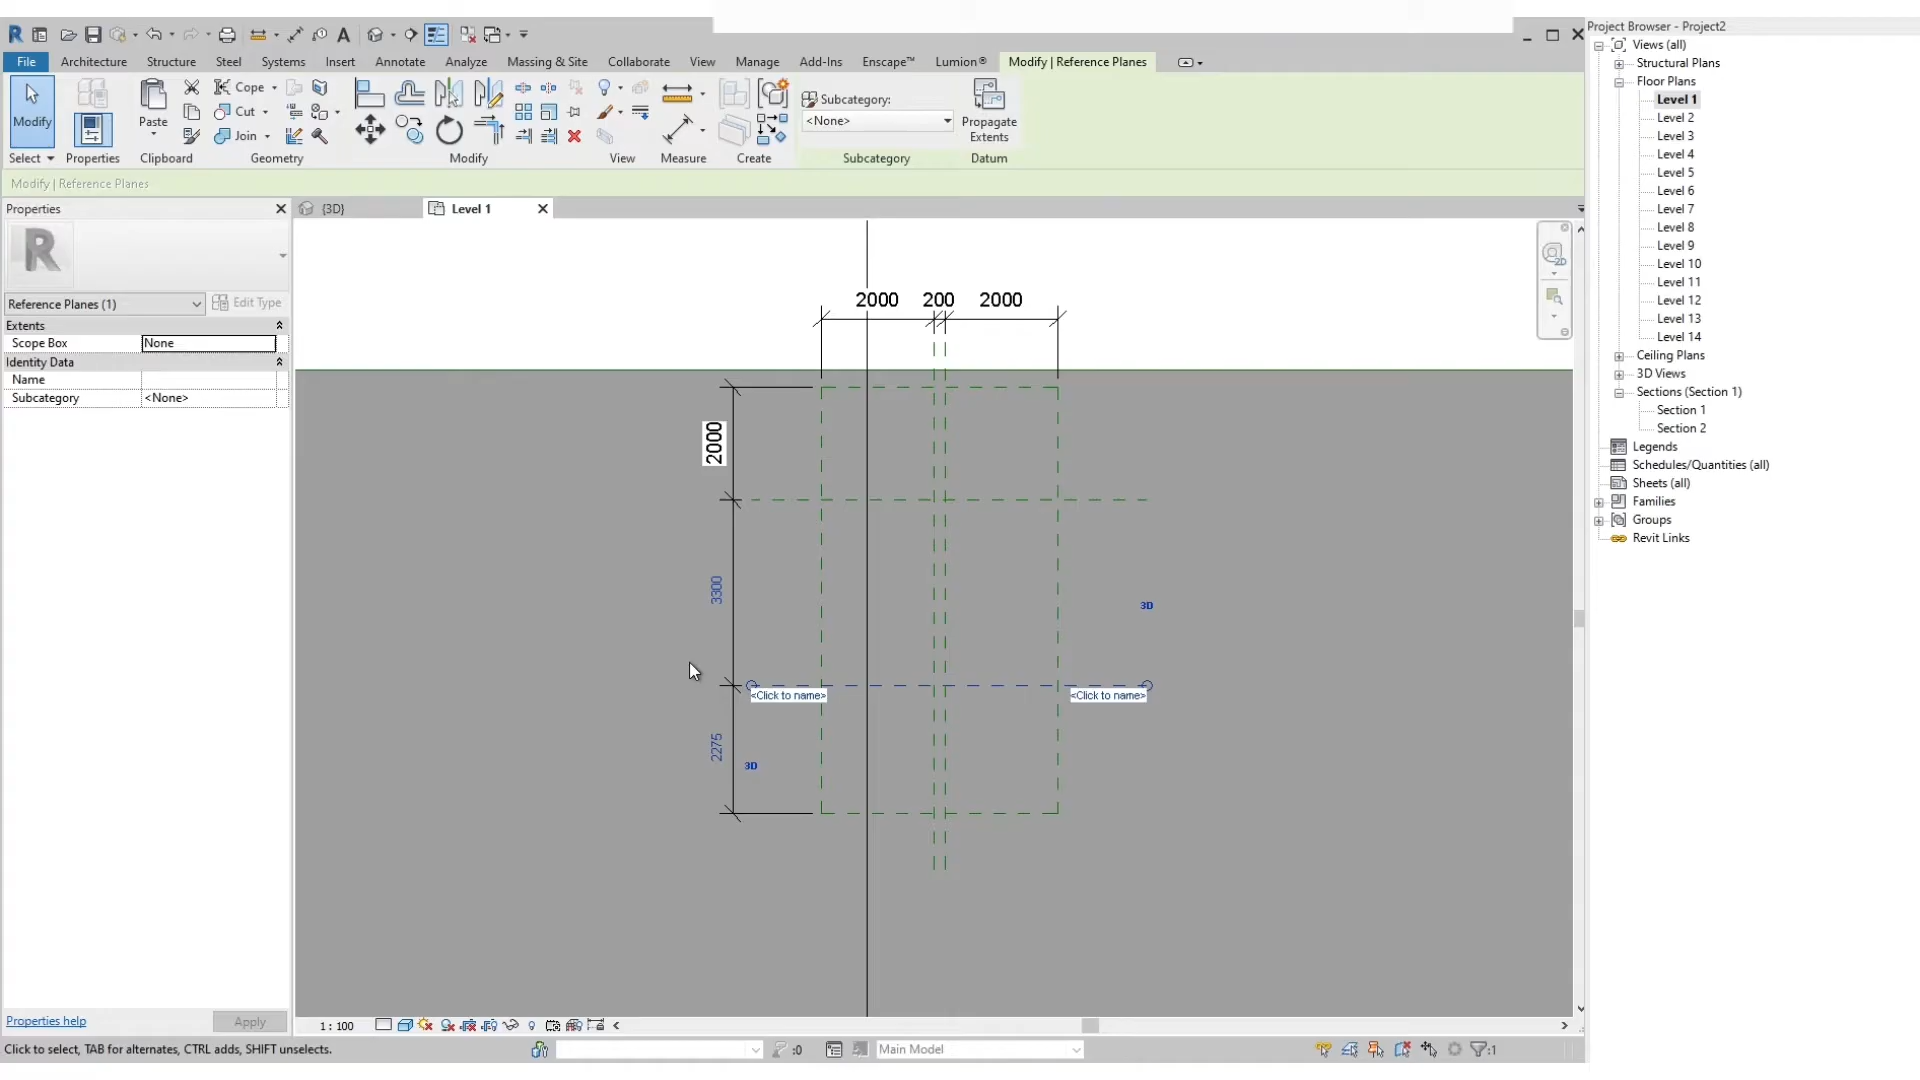 Project Browser - Project2
File Architecture Structure Steel Systems Insert Annotate Analyze Massing & Site Collaborate View Manage Add-Ins Enscape™ Lumion® Modify | Reference Planes
Modify
Paste
Cope
Cut
Join
Subcategory:
<None>
Propagate
Extents
Select Properties Clipboard Geometry Modify View Measure Create Subcategory Datum
Modify | Reference Planes
Properties
{3D}
Level 1
R
Reference Planes (1)
Edit Type
Extents
Scope Box None
Identity Data
Name
Subcategory <None>
2000 200 2000
2000
3300
2275
3D
3D
<Click to name>
<Click to name>
2D
Views (all)
Structural Plans
Floor Plans
Level 1
Level 2
Level 3
Level 4
Level 5
Level 6
Level 7
Level 8
Level 9
Level 10
Level 11
Level 12
Level 13
Level 14
Ceiling Plans
3D Views
Sections (Section 1)
Section 1
Section 2
Legends
Schedules/Quantities (all)
Sheets (all)
Families
Groups
Revit Links
Properties help
Apply
1 : 100
Click to select, TAB for alternates, CTRL adds, SHIFT unselects.
:0
Main Model
:1